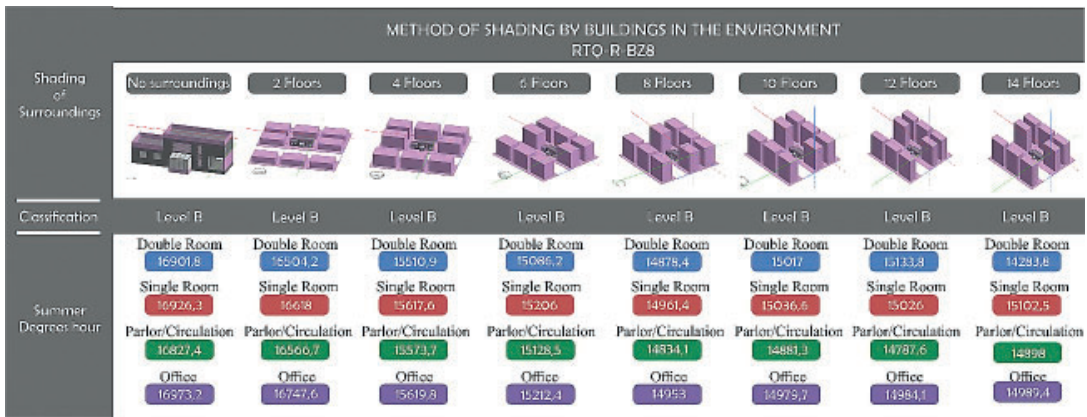 METHOD OF SHADING BY BUILDINGS IN THE ENVIRONMENT
RTQ-R-BZ8
Shading of Surroundings
No surroundings 2 Floors 4 Floors 6 Floors 8 Floors 10 Floors 12 Floors 14 Floors
Classification Level B Level B Level B Level B Level B Level B Level B Level B
Summer Degrees hour
Double Room Double Room Double Room Double Room Double Room Double Room Double Room Double Room
16901,8 16504,2 15510,9 15086,2 14878,4 15017 15133,8 14283,8
Single Room Single Room Single Room Single Room Single Room Single Room Single Room Single Room
16926,3 16618 15617,6 15206 14961,4 15036,6 15026 15102,5
Parlor/Circulation Parlor/Circulation Parlor/Circulation Parlor/Circulation Parlor/Circulation Parlor/Circulation Parlor/Circulation Parlor/Circulation
16827,4 16566,7 15573,7 15128,5 14834,1 14881,3 14787,6 14898
Office Office Office Office Office Office Office Office
16973,2 16747,6 15619,8 15212,4 14953 14979,7 14984,1 14989,4